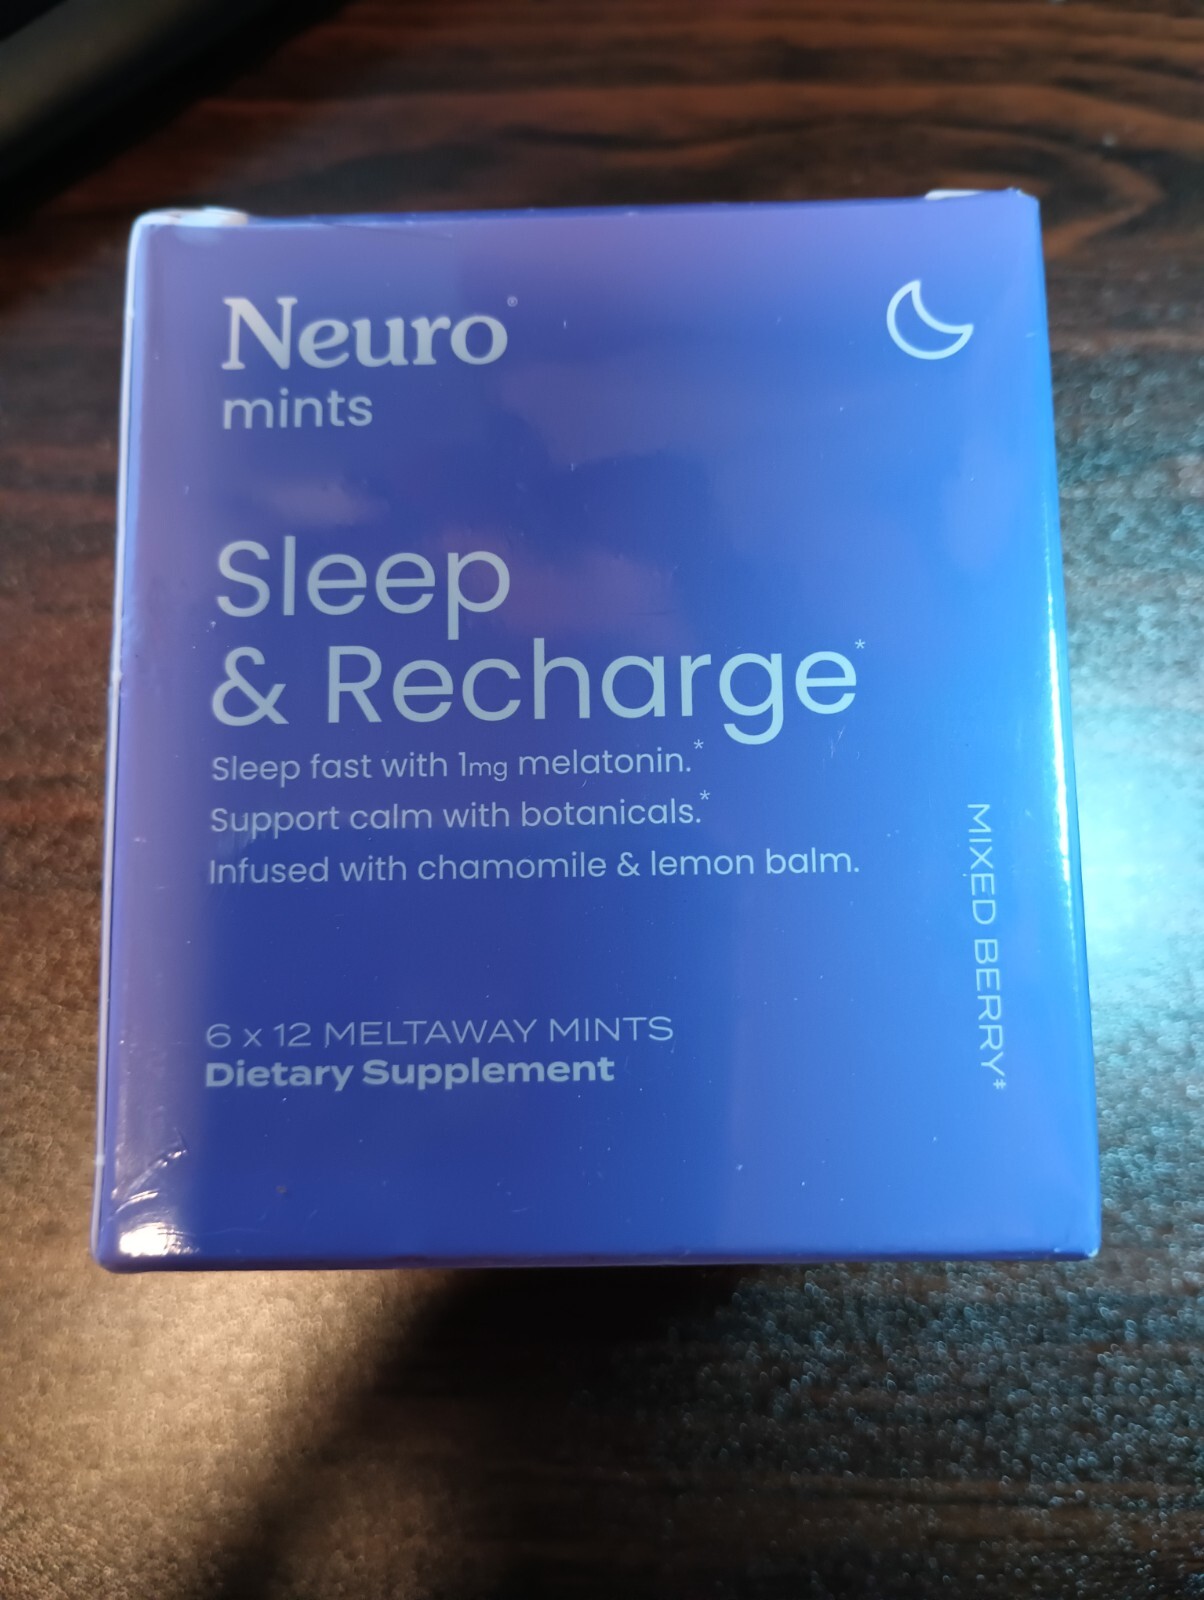 Neuro®
mints
Sleep
& Recharge*
Sleep fast with 1mg melatonin.*
Support calm with botanicals.*
Infused with chamomile & lemon balm.
MIXED BERRY‡
6 x 12 MELTAWAY MINTS
Dietary Supplement